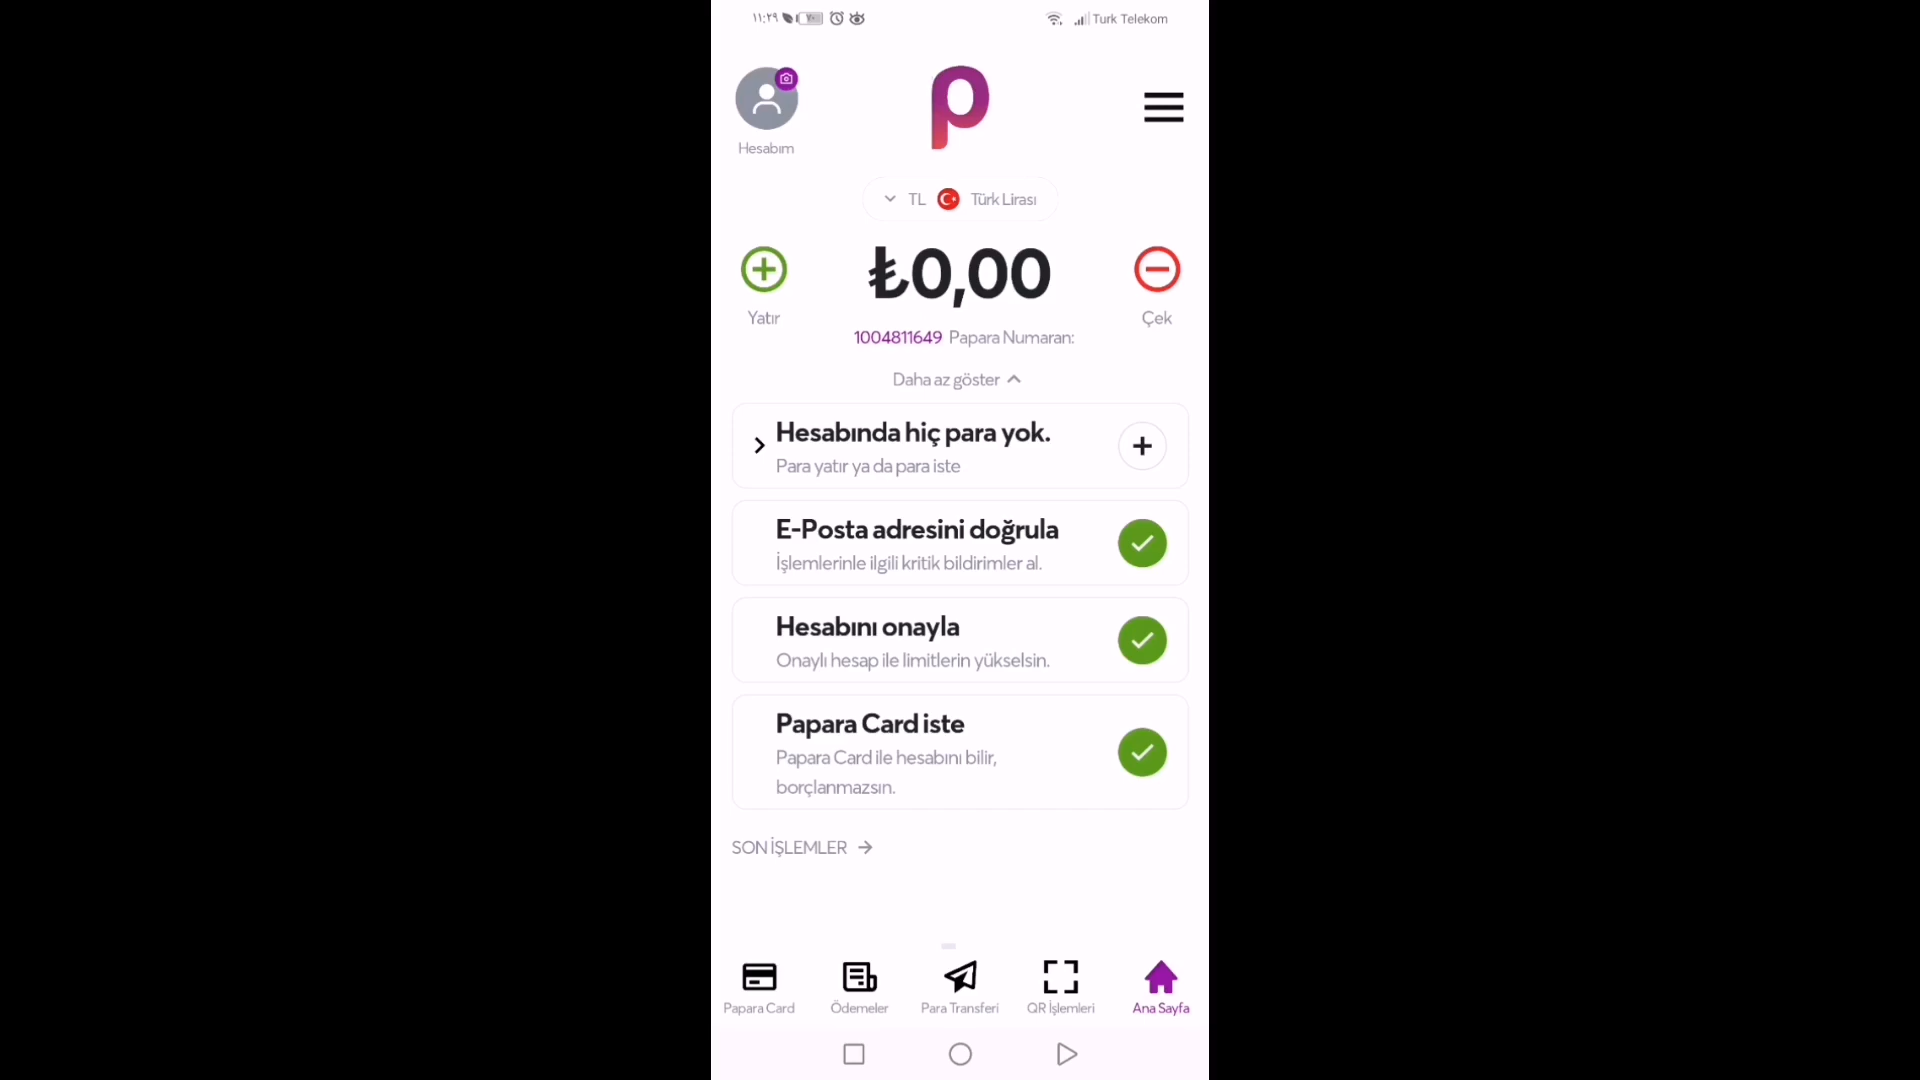 ١١:٢٩
Turk Telekom
Hesabım
TL Türk Lirası
₺0,00
Yatır
Çek
1004811649 Papara Numaran:
Daha az göster
Hesabında hiç para yok.
Para yatır ya da para iste
E-Posta adresini doğrula
İşlemlerinle ilgili kritik bildirimler al.
Hesabını onayla
Onaylı hesap ile limitlerin yükselsin.
Papara Card iste
Papara Card ile hesabını bilir,
borçlanmazsın.
SON İŞLEMLER
Papara Card
Ödemeler
Para Transferi
QR İşlemleri
Ana Sayfa